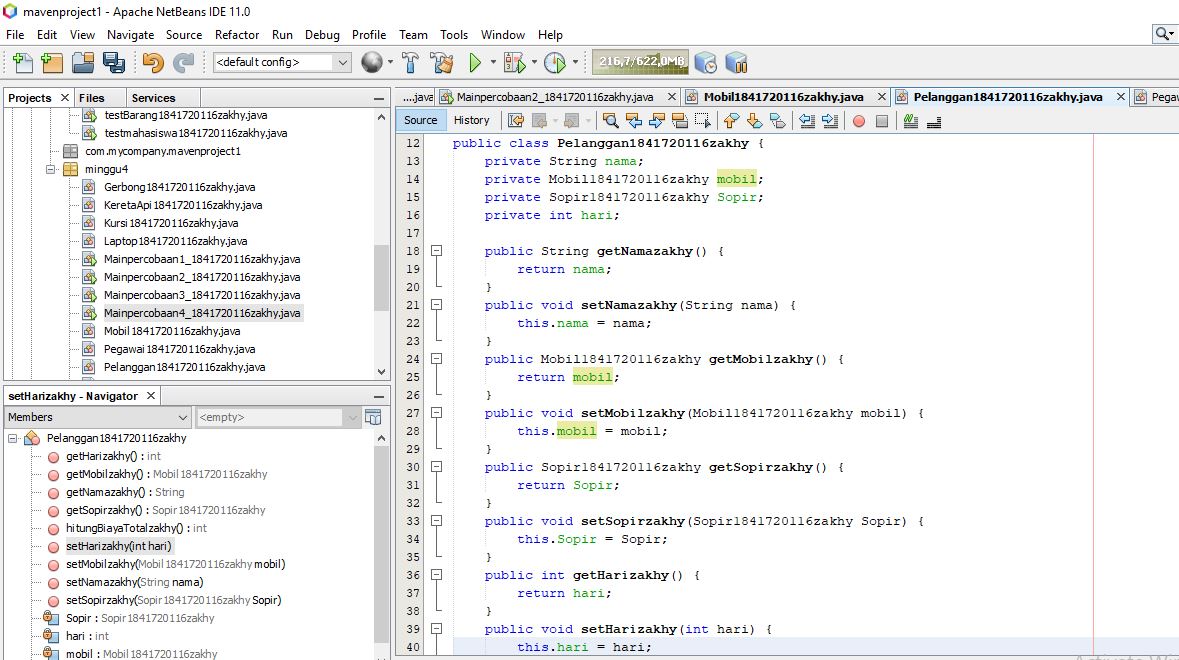 mavenproject1 - Apache NetBeans IDE 11.0
File Edit View Navigate Source Refactor Run Debug Profile Team Tools Window Help
<default config>
216,7/622,0MB
Projects Files Services
testBarang1841720116zakhy.java
testmahasiswa1841720116zakhy.java
com.mycompany.mavenproject1
minggu4
Gerbong1841720116zakhy.java
KeretaApi1841720116zakhy.java
Kursi1841720116zakhy.java
Laptop1841720116zakhy.java
Mainpercobaan1_1841720116zakhy.java
Mainpercobaan2_1841720116zakhy.java
Mainpercobaan3_1841720116zakhy.java
Mainpercobaan4_1841720116zakhy.java
Mobil1841720116zakhy.java
Pegawai1841720116zakhy.java
Pelanggan1841720116zakhy.java
setHarizakhy - Navigator
Members <empty>
Pelanggan1841720116zakhy
getHarizakhy() : int
getMobilzakhy() : Mobil1841720116zakhy
getNamazakhy() : String
getSopirzakhy() : Sopir1841720116zakhy
hitungBiayaTotalzakhy() : int
setHarizakhy(int hari)
setMobilzakhy(Mobil1841720116zakhy mobil)
setNamazakhy(String nama)
setSopirzakhy(Sopir1841720116zakhy Sopir)
Sopir : Sopir1841720116zakhy
hari : int
mobil : Mobil1841720116zakhy
...java Mainpercobaan2_1841720116zakhy.java Mobil1841720116zakhy.java Pelanggan1841720116zakhy.java Pegaw
Source History
12 public class Pelanggan1841720116zakhy {
13 private String nama;
14 private Mobil1841720116zakhy mobil;
15 private Sopir1841720116zakhy Sopir;
16 private int hari;
17
18 public String getNamazakhy() {
19 return nama;
20 }
21 public void setNamazakhy(String nama) {
22 this.nama = nama;
23 }
24 public Mobil1841720116zakhy getMobilzakhy() {
25 return mobil;
26 }
27 public void setMobilzakhy(Mobil1841720116zakhy mobil) {
28 this.mobil = mobil;
29 }
30 public Sopir1841720116zakhy getSopirzakhy() {
31 return Sopir;
32 }
33 public void setSopirzakhy(Sopir1841720116zakhy Sopir) {
34 this.Sopir = Sopir;
35 }
36 public int getHarizakhy() {
37 return hari;
38 }
39 public void setHarizakhy(int hari) {
40 this.hari = hari;